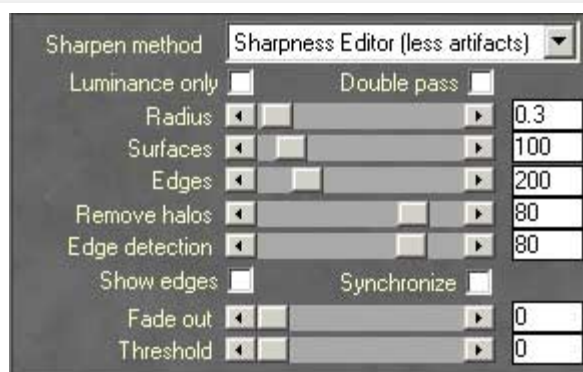 Sharpen method Sharpness Editor (less artifacts)
Luminance only Double pass
Radius 0.3
Surfaces 100
Edges 200
Remove halos 80
Edge detection 80
Show edges Synchronize
Fade out 0
Threshold 0